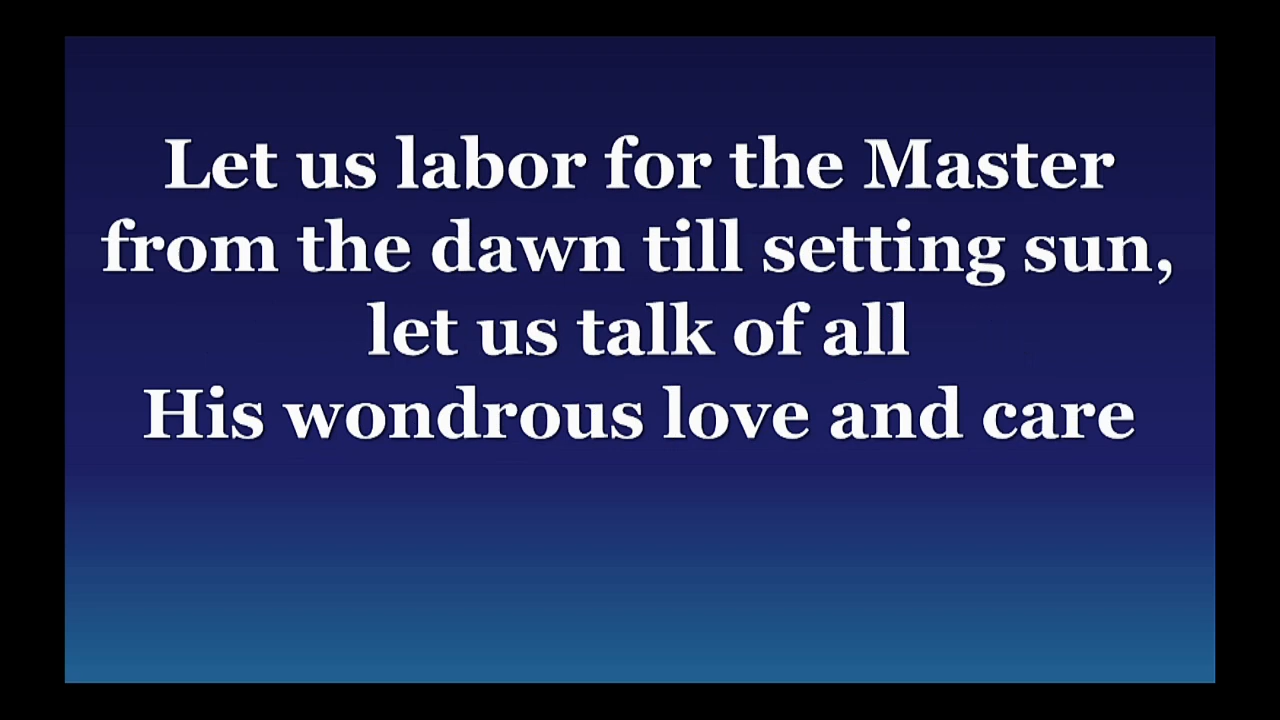 Let us labor for the Master
from the dawn till setting sun,
let us talk of all
His wondrous love and care